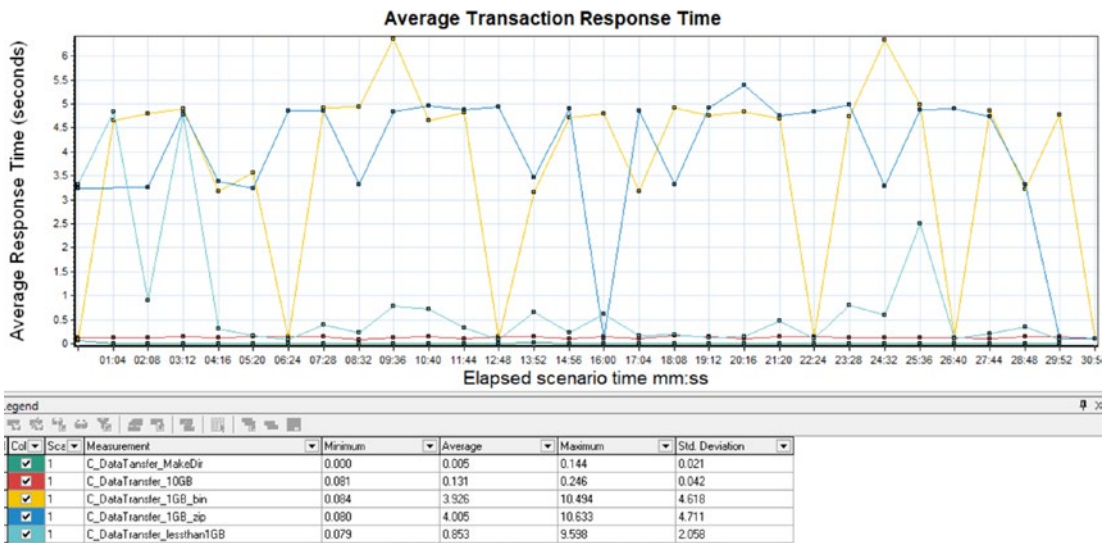 Average Transaction Response Time
Average Response Time (seconds)
6
5.5
5
4.5
4
3.5
3
2.5
2
1.5
1
0.5
0
01:04 02:08 03:12 04:16 05:20 06:24 07:28 08:32 09:36 10:40 11:44 12:48 13:52 14:56 16:00 17:04 18:08 19:12 20:16 21:20 22:24 23:28 24:32 25:36 26:40 27:44 28:48 29:52 30:5
Elapsed scenario time mm:ss
.egend
Col Sca Measurement Minimum Average Maximum Std. Deviation
1 C_DataTansfer_MakeDir 0.000 0.005 0.144 0.021
1 C_DataTransfer_10GB 0.081 0.131 0.246 0.042
1 C_DataTransfer_1GB_bin 0.084 3.926 10.494 4.618
1 C_DataTransfer_1GB_zip 0.080 4.005 10.633 4.711
1 C_DataTransfer_lessthan1GB 0.079 0.853 9.598 2.058